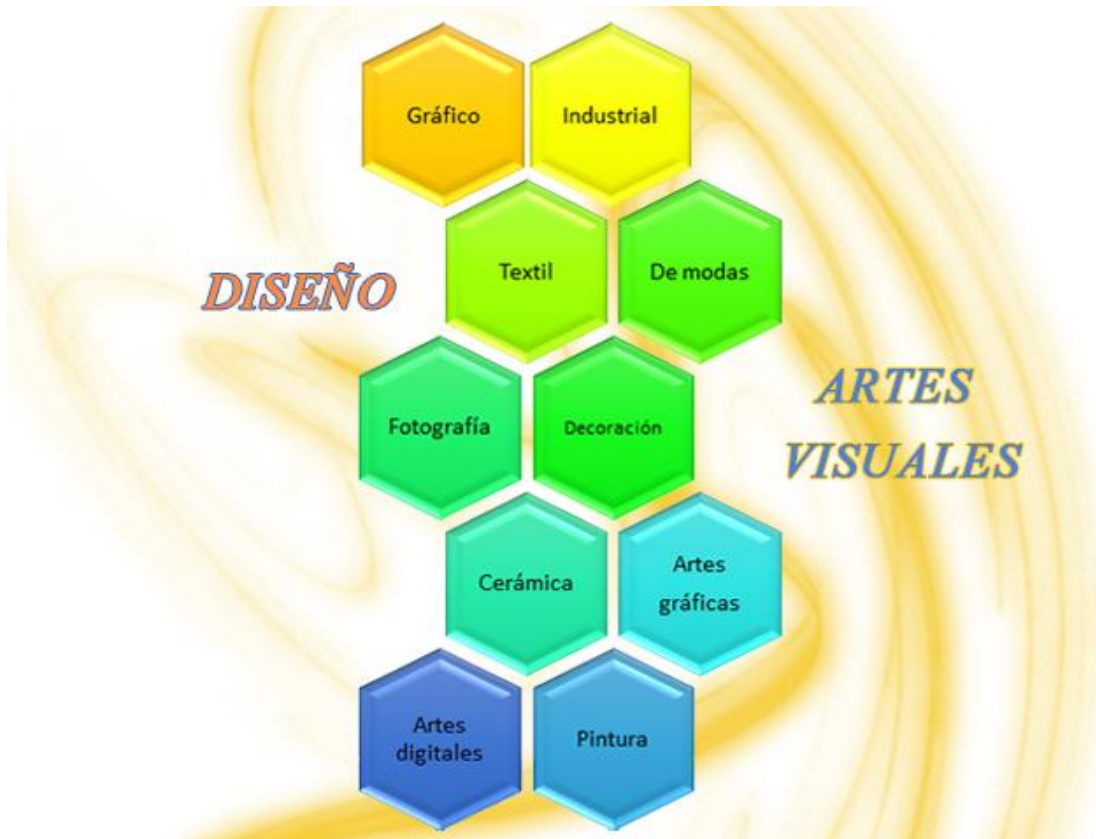 Gráfico
Industrial
Textil
De modas
DISEÑO
Fotografía
Decoración
ARTES
VISUALES
Cerámica
Artes
gráficas
Artes
digitales
Pintura